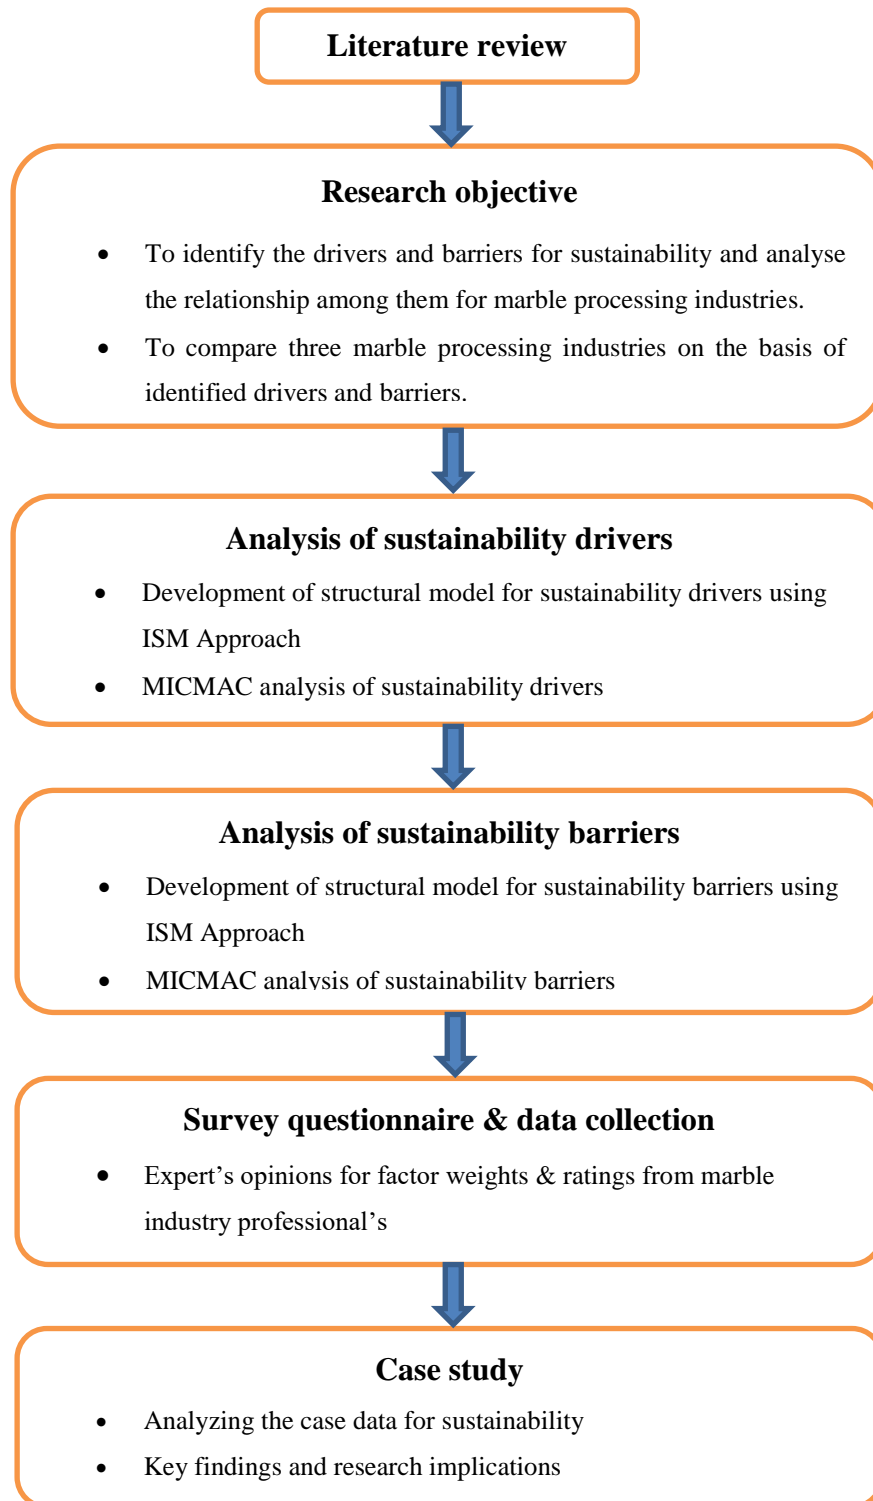 Literature review
Research objective
• To identify the drivers and barriers for sustainability and analyse
the relationship among them for marble processing industries.
• To compare three marble processing industries on the basis of
identified drivers and barriers.
Analysis of sustainability drivers
• Development of structural model for sustainability drivers using
ISM Approach
• MICMAC analysis of sustainability drivers
Analysis of sustainability barriers
• Development of structural model for sustainability barriers using
ISM Approach
• MICMAC analysis of sustainability barriers
Survey questionnaire & data collection
• Expert’s opinions for factor weights & ratings from marble
industry professional’s
Case study
• Analyzing the case data for sustainability
• Key findings and research implications